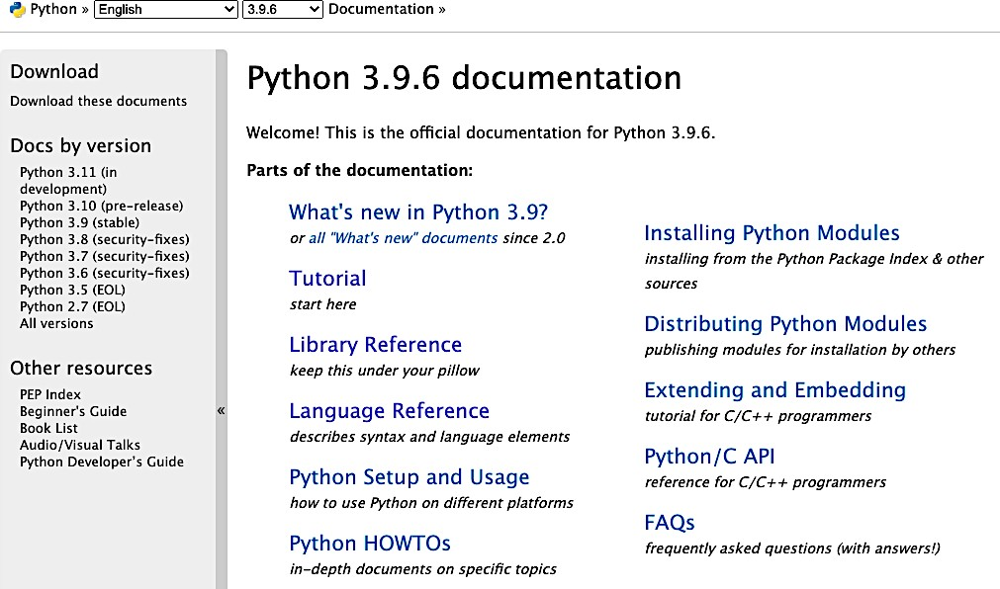 Python » English 3.9.6 Documentation »
Download
Download these documents
Docs by version
Python 3.11 (in
development)
Python 3.10 (pre-release)
Python 3.9 (stable)
Python 3.8 (security-fixes)
Python 3.7 (security-fixes)
Python 3.6 (security-fixes)
Python 3.5 (EOL)
Python 2.7 (EOL)
All versions
Other resources
PEP Index
Beginner's Guide
Book List
Audio/Visual Talks
Python Developer's Guide
«
Python 3.9.6 documentation
Welcome! This is the official documentation for Python 3.9.6.
Parts of the documentation:
What's new in Python 3.9?
or all "What's new" documents since 2.0
Tutorial
start here
Library Reference
keep this under your pillow
Language Reference
describes syntax and language elements
Python Setup and Usage
how to use Python on different platforms
Python HOWTOs
in-depth documents on specific topics
Installing Python Modules
installing from the Python Package Index & other
sources
Distributing Python Modules
publishing modules for installation by others
Extending and Embedding
tutorial for C/C++ programmers
Python/C API
reference for C/C++ programmers
FAQs
frequently asked questions (with answers!)